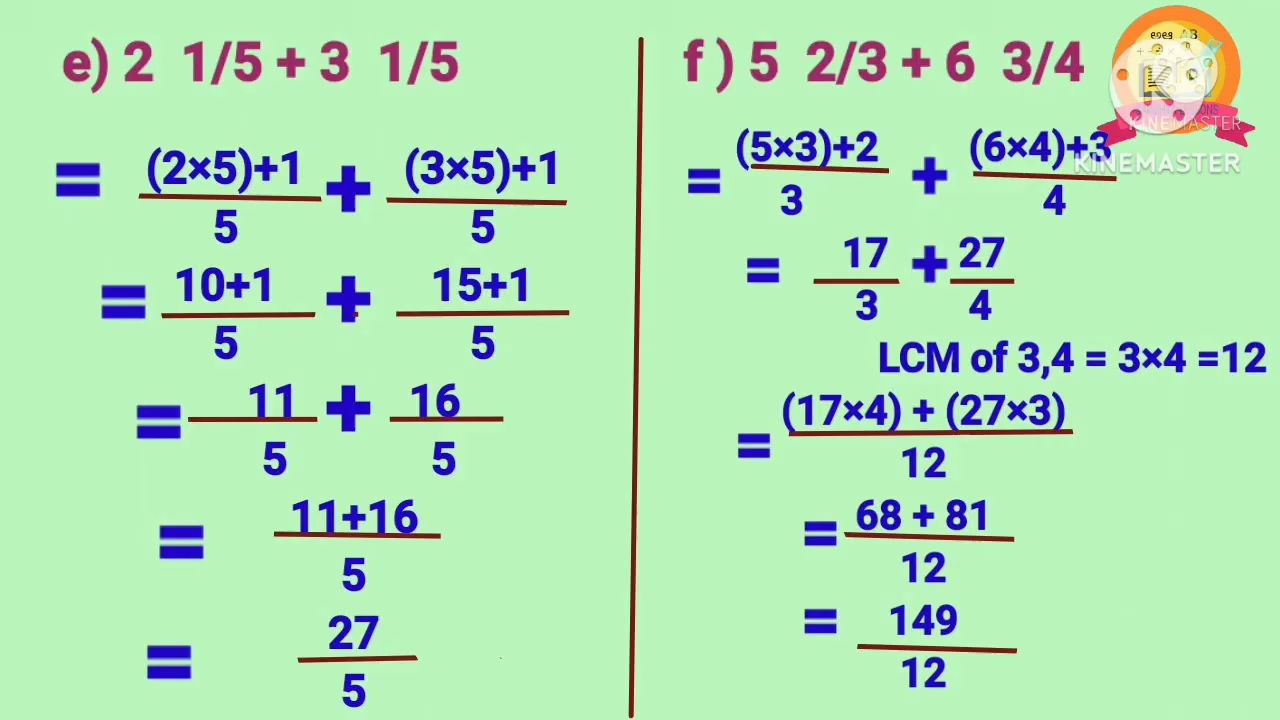 e) 2 1/5 + 3 1/5
= (2×5)+1 + (3×5)+1
5 5
= 10+1 + 15+1
5 5
= 11 + 16
5 5
= 11+16
5
= 27
5
f ) 5 2/3 + 6 3/4
= (5×3)+2 + (6×4)+3
3 4
= 17 + 27
3 4
LCM of 3,4 = 3×4 =12
= (17×4) + (27×3)
12
= 68 + 81
12
= 149
12
KINEMASTER
KINEMASTER